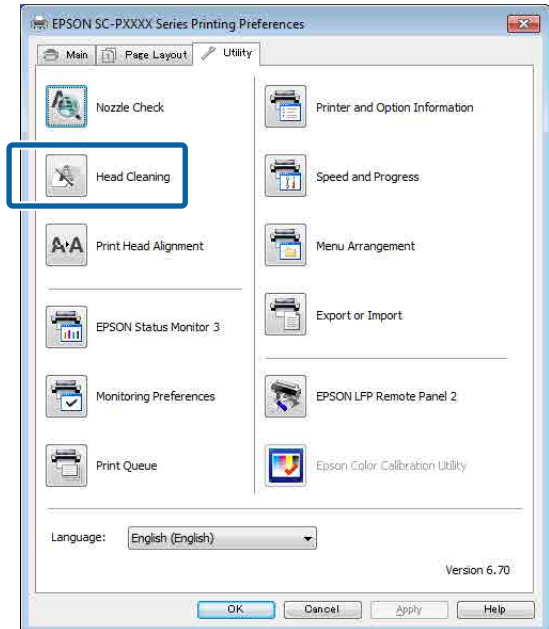 EPSON SC-PXXXX Series Printing Preferences
Main
Page Layout
Utility
Nozzle Check
Printer and Option Information
Head Cleaning
Speed and Progress
Print Head Alignment
Menu Arrangement
EPSON Status Monitor 3
Export or Import
Monitoring Preferences
EPSON LFP Remote Panel 2
Print Queue
Epson Color Calibration Utility
Language: English (English)
Version 6.70
OK Cancel Apply Help